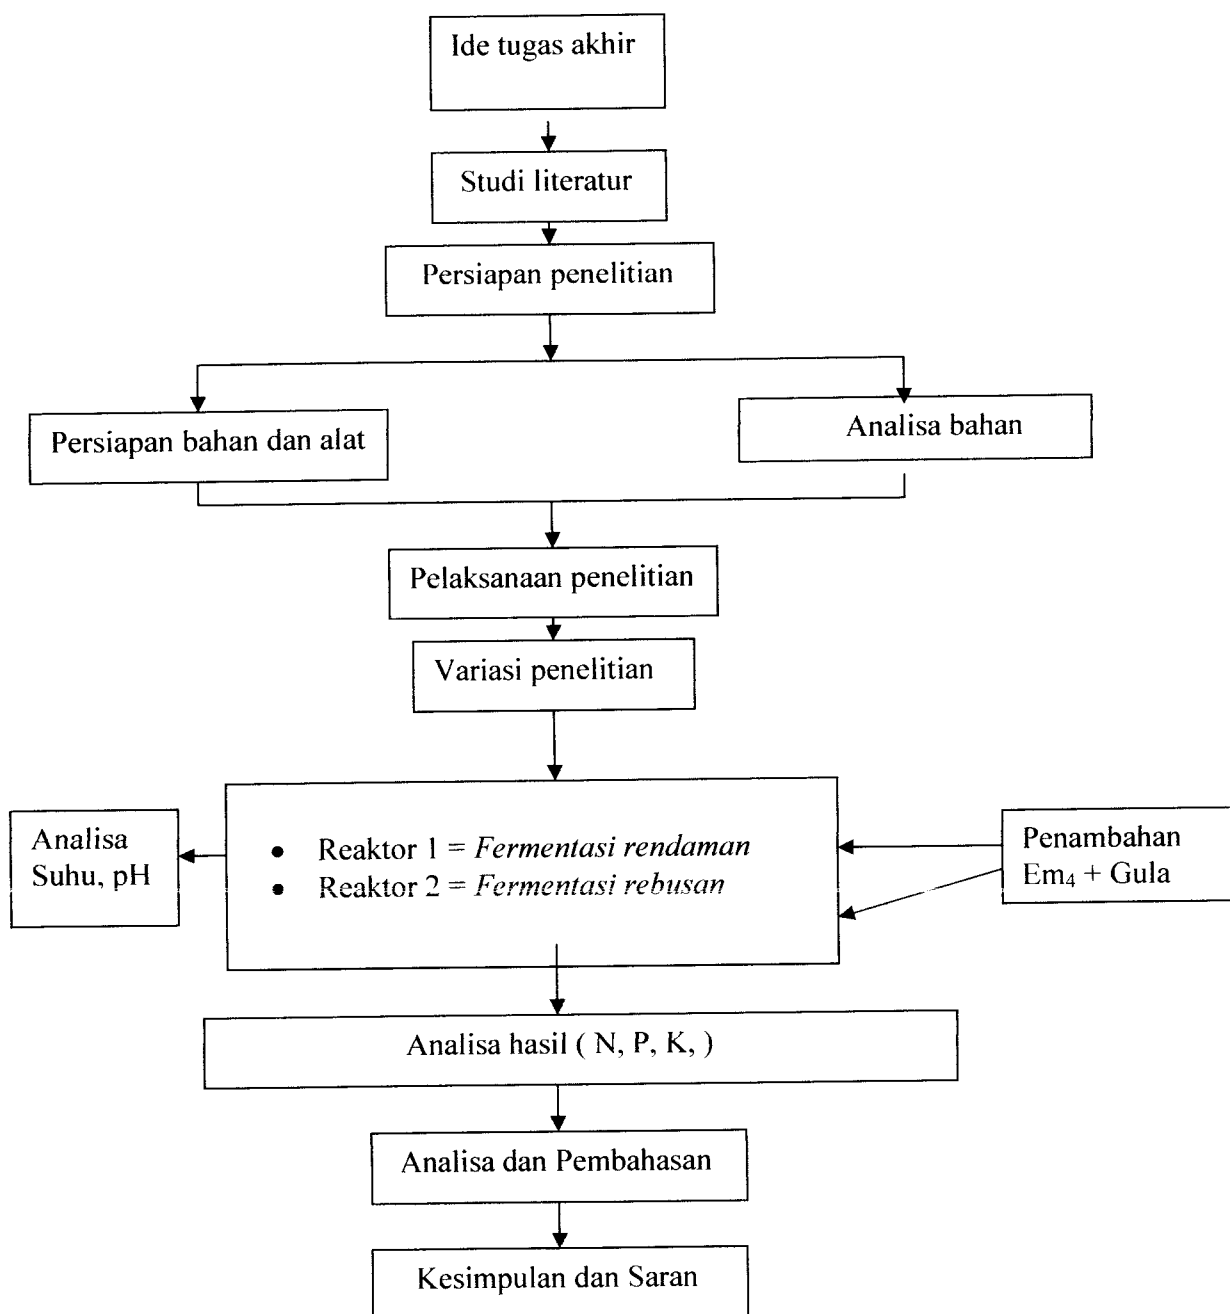 Ide tugas akhir
Studi literatur
Persiapan penelitian
Persiapan bahan dan alat
Analisa bahan
Pelaksanaan penelitian
Variasi penelitian
Analisa
Suhu, pH
• Reaktor 1 = Fermentasi rendaman
• Reaktor 2 = Fermentasi rebusan
Penambahan
Em₄ + Gula
Analisa hasil ( N, P, K, )
Analisa dan Pembahasan
Kesimpulan dan Saran